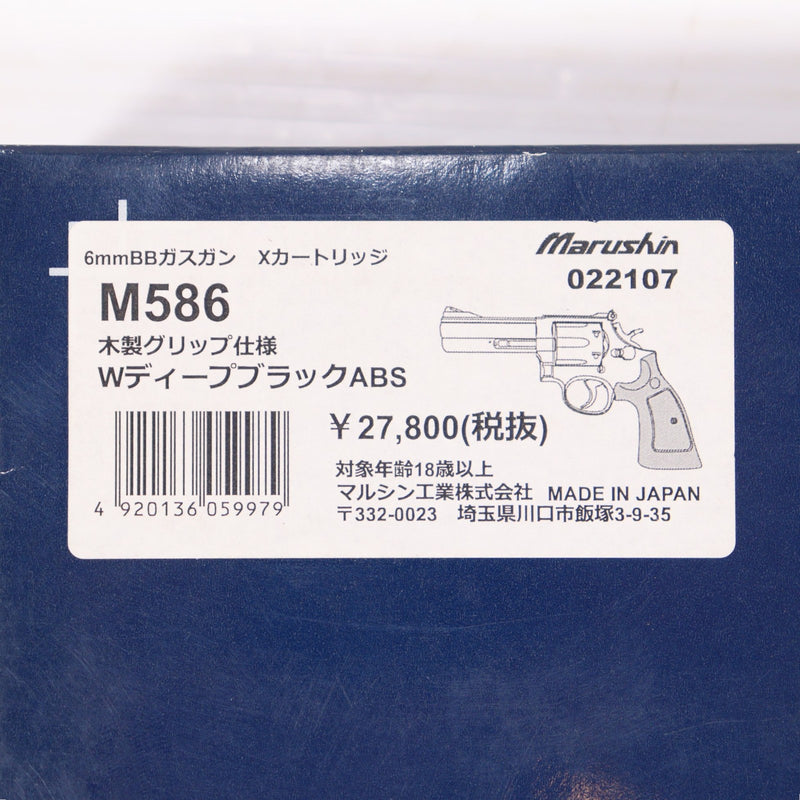 6mmBBガスガン Xカートリッジ
Marushin
022107
M586
木製グリップ仕様
WディープブラックABS
¥27,800(税抜)
対象年齢18歳以上
マルシン工業株式会社 MADE IN JAPAN
〒332-0023 埼玉県川口市飯塚3-9-35
4 920136 059979